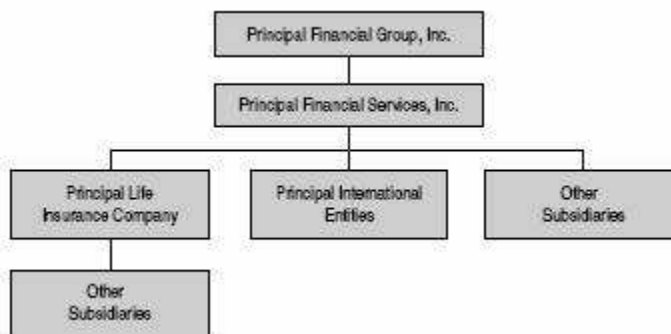 Principal Financial Group, Inc.
Principal Financial Services, Inc.
Principal Life
Insurance Company
Principal International
Entities
Other
Subsidiaries
Other
Subsidiaries